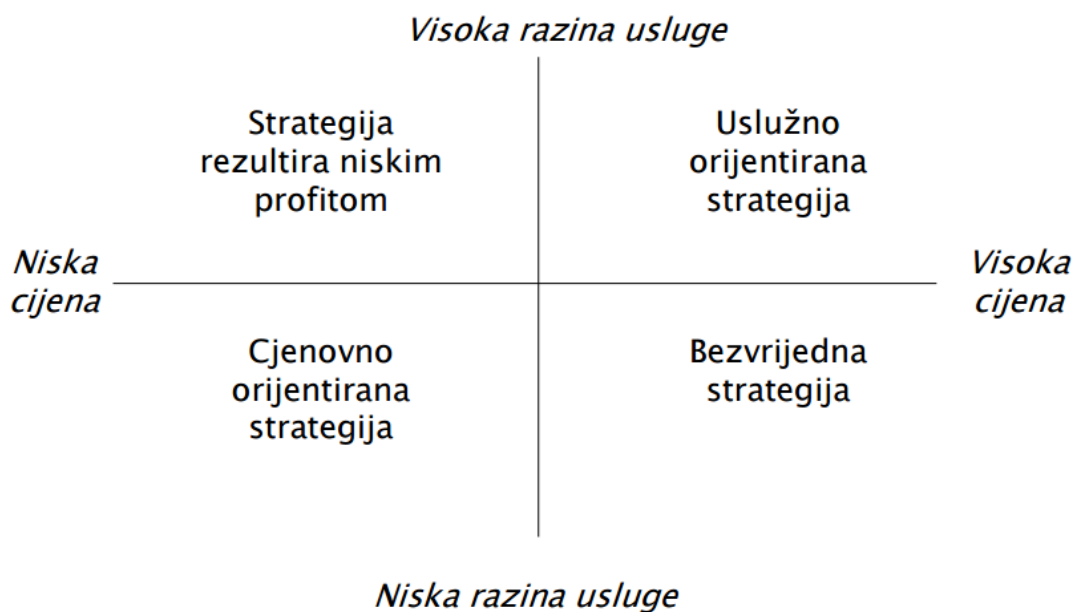 Visoka razina usluge
Strategija
rezultira niskim
profitom
Uslužno
orijentirana
strategija
Niska
cijena
Visoka
cijena
Cjenovno
orijentirana
strategija
Bezvrijedna
strategija
Niska razina usluge